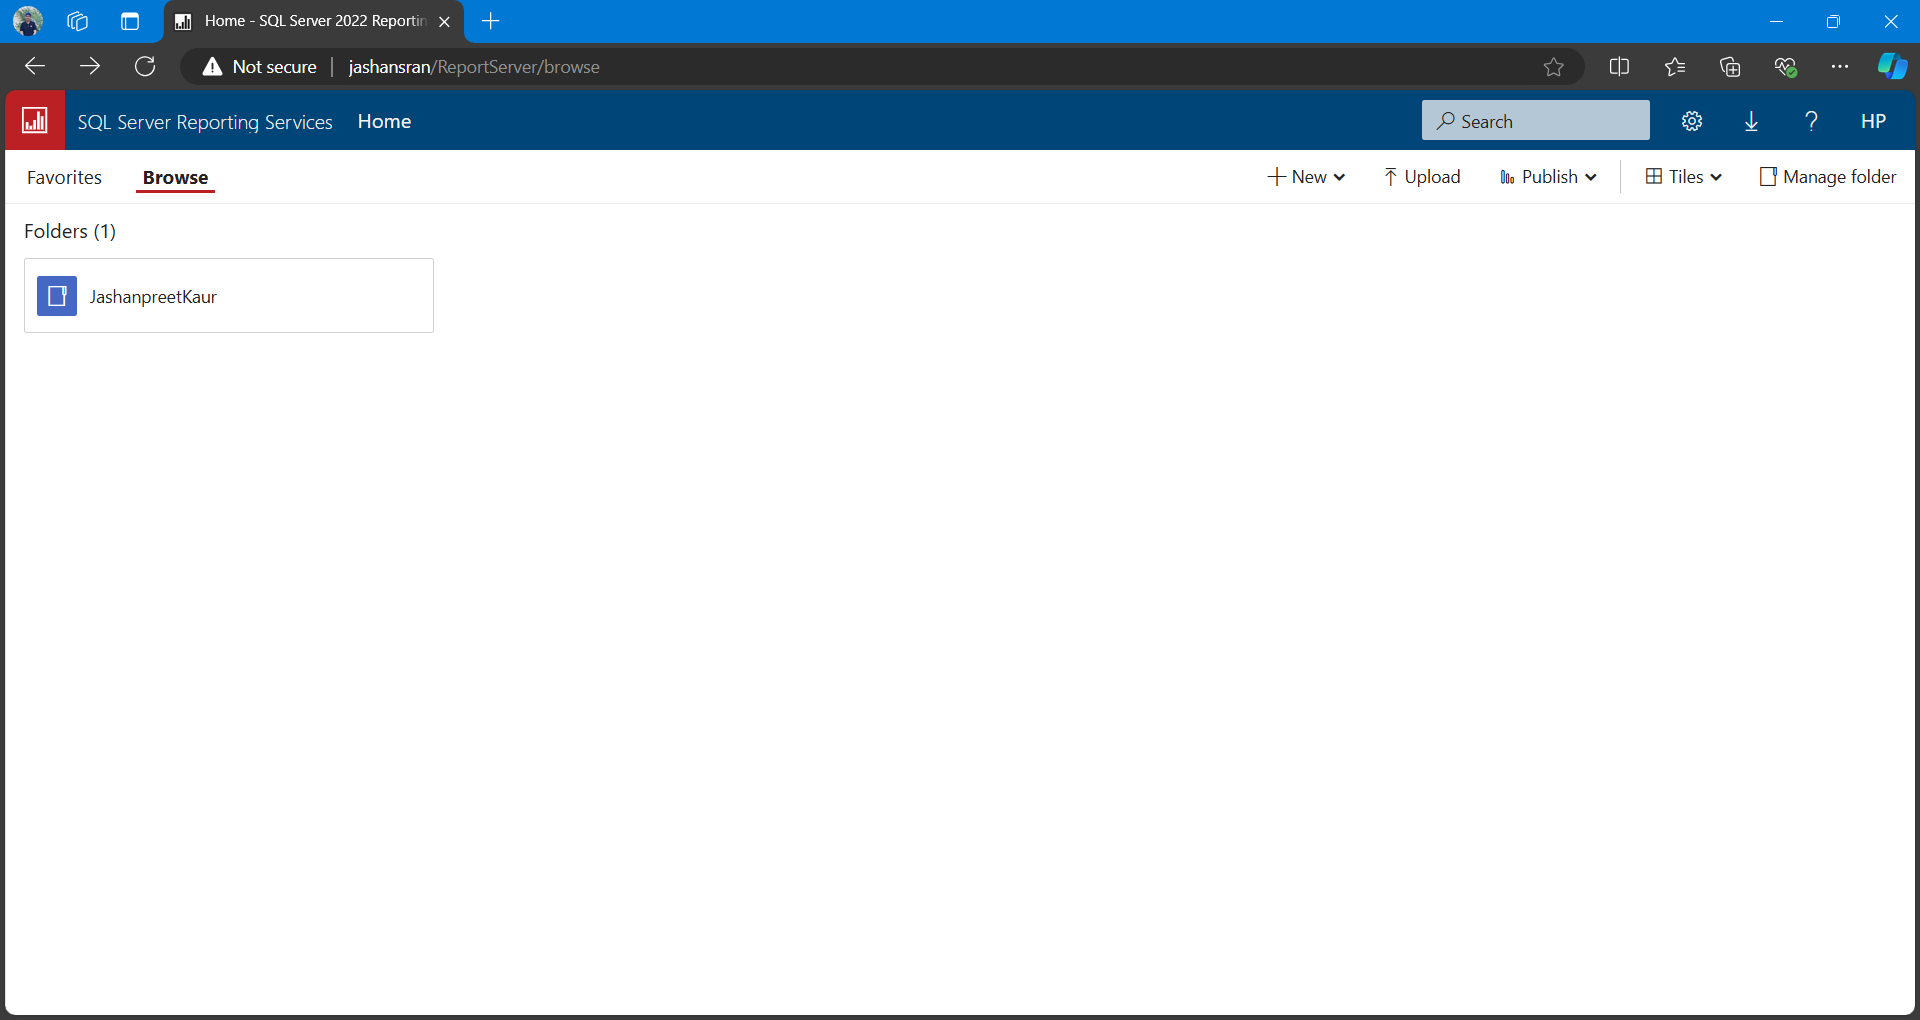 Home - SQL Server 2022 Reportin
Not secure
jashansran/ReportServer/browse
SQL Server Reporting Services Home
Search
HP
Favorites Browse
New Upload Publish Tiles Manage folder
Folders (1)
JashanpreetKaur